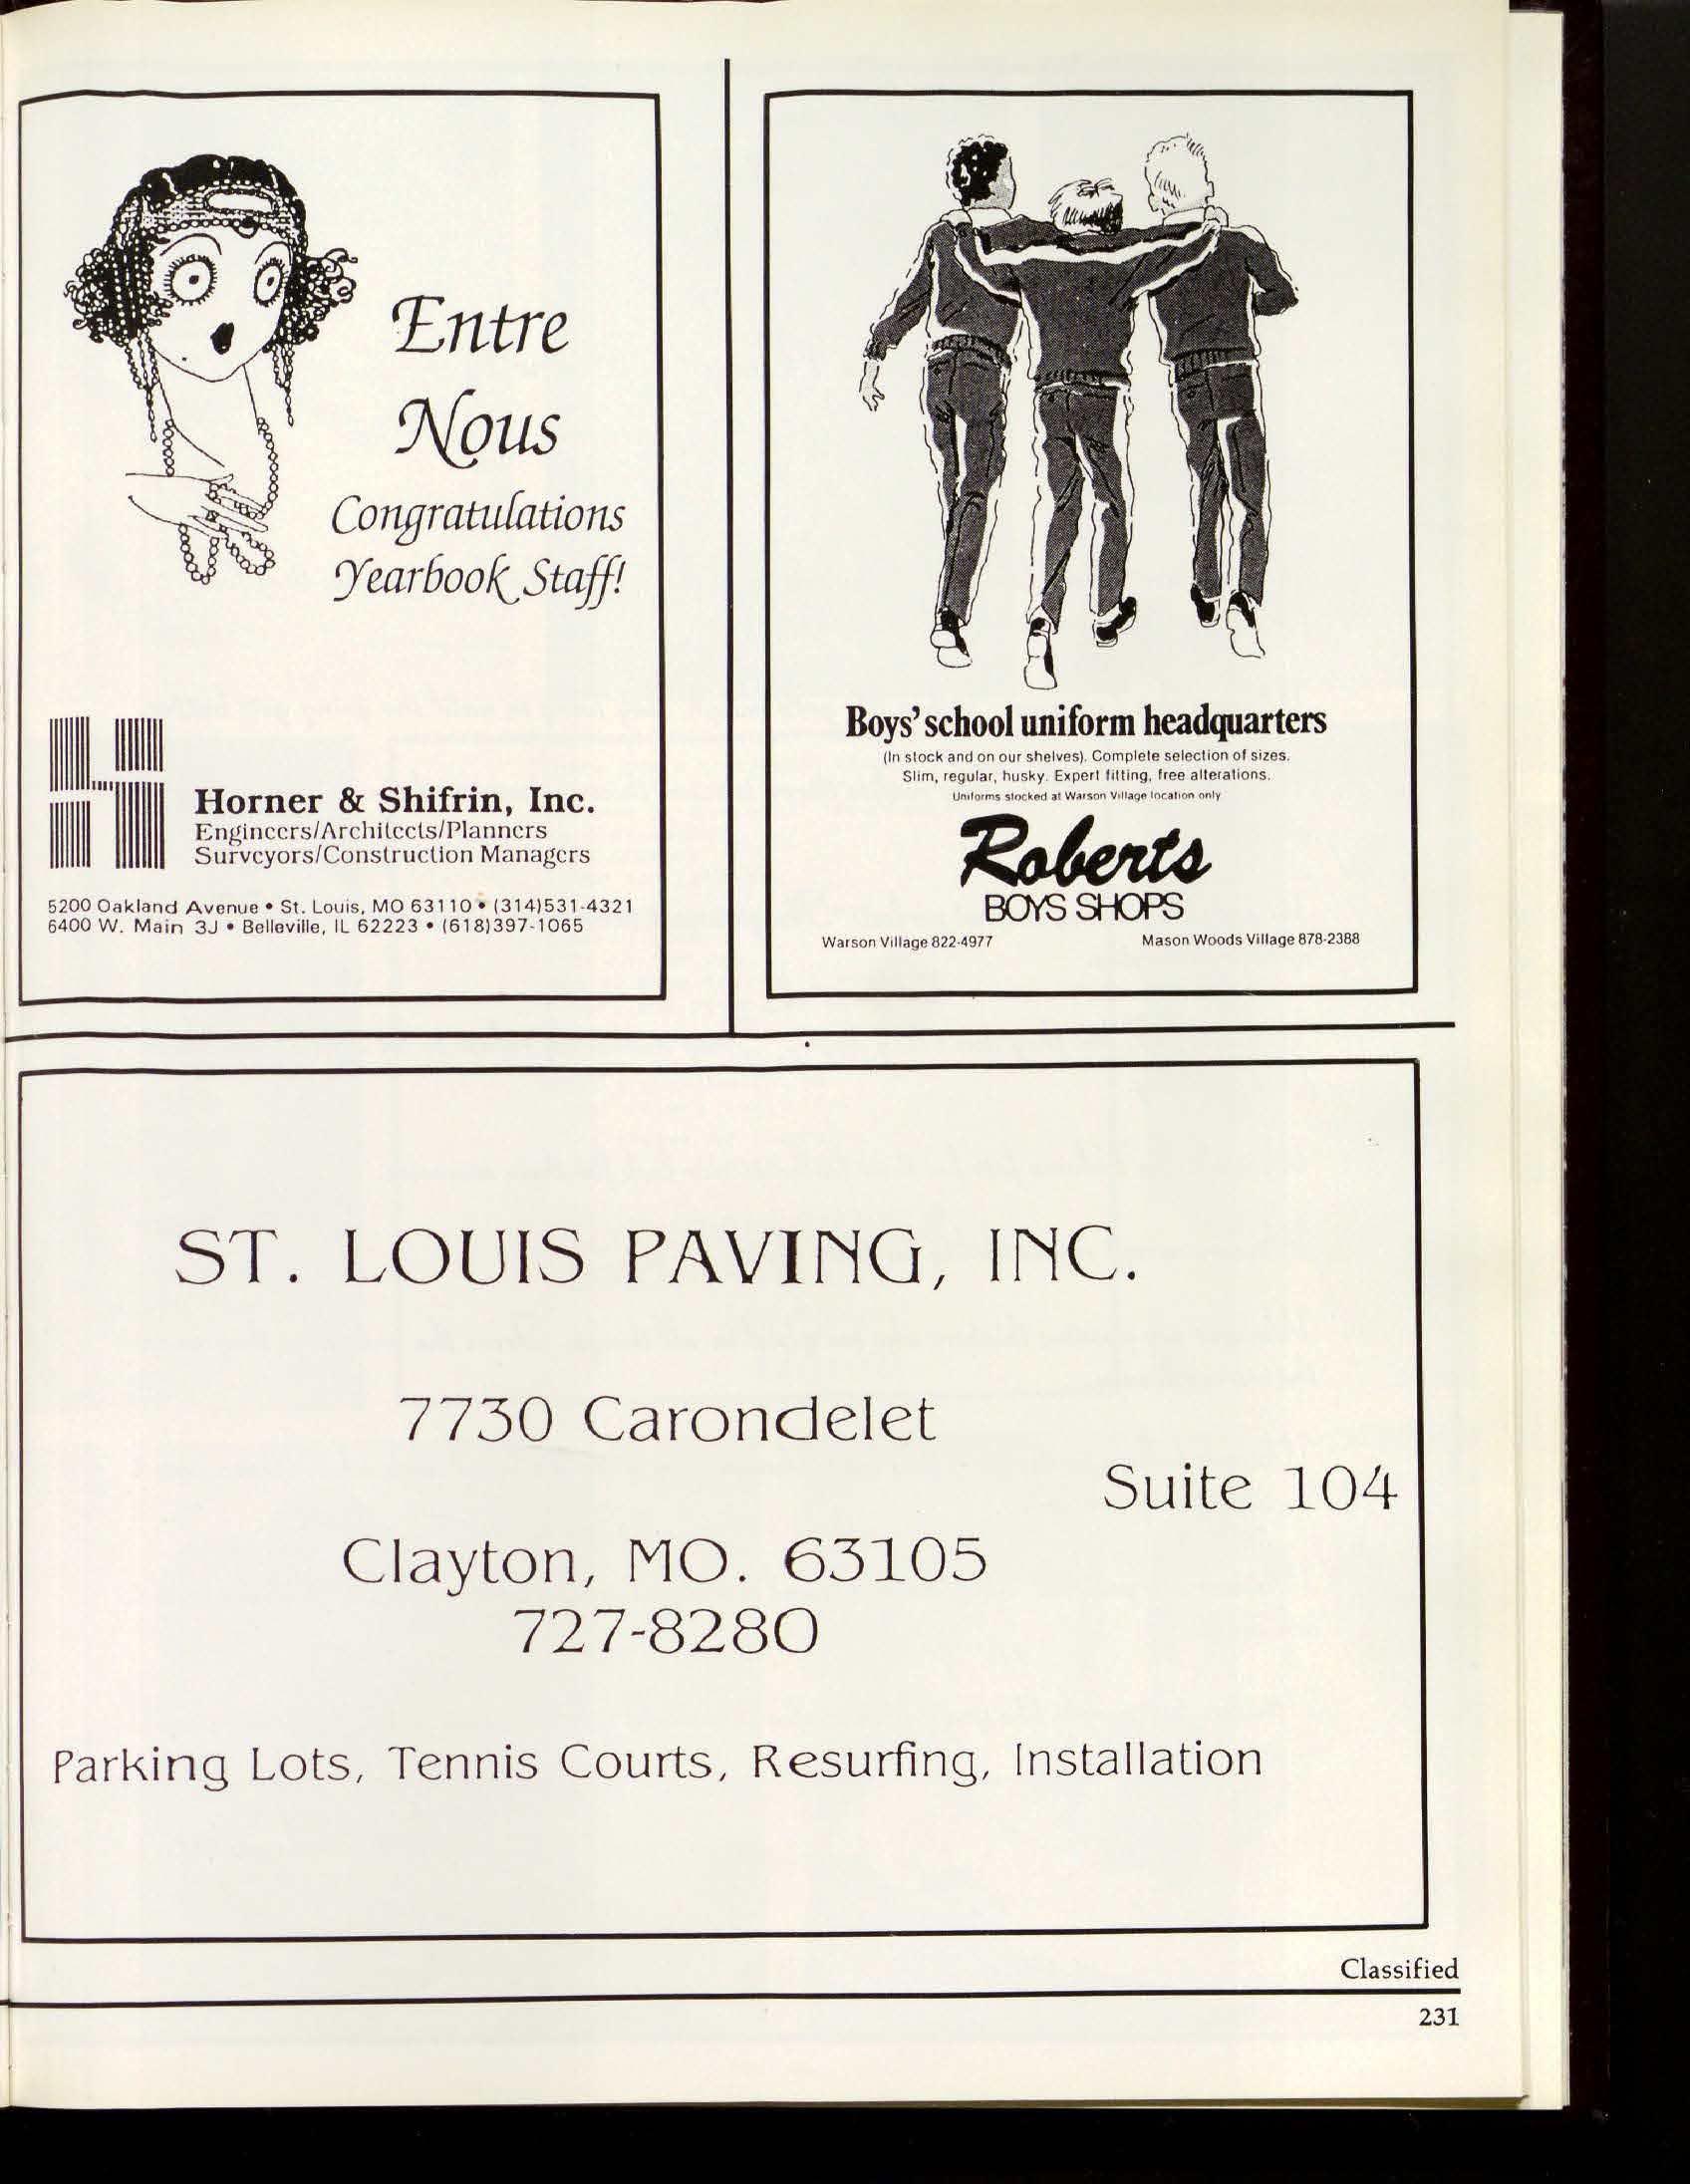 Entre
Nous
Congratulations
Yearbook Staff!
Horner & Shifrin, Inc.
Engineers/Architects/Planners
Surveyors/Construction Managers
5200 Oakland Avenue • St. Louis, MO 63110 • (314)531-4321
6400 W. Main 3J • Belleville, IL 62223 • (618)397-1065
Boys' school uniform headquarters
(In stock and on our shelves). Complete selection of sizes.
Slim, regular, husky. Expert fitting, free alterations.
Uniforms stocked at Warson Village location only
Roberts
BOYS SHOPS
Warson Village 822-4977 Mason Woods Village 878-2388
ST. LOUIS PAVING, INC.
7730 Carondelet
Suite 104
Clayton, MO. 63105
727-8280
Parking Lots, Tennis Courts, Resurfing, Installation
Classified
231